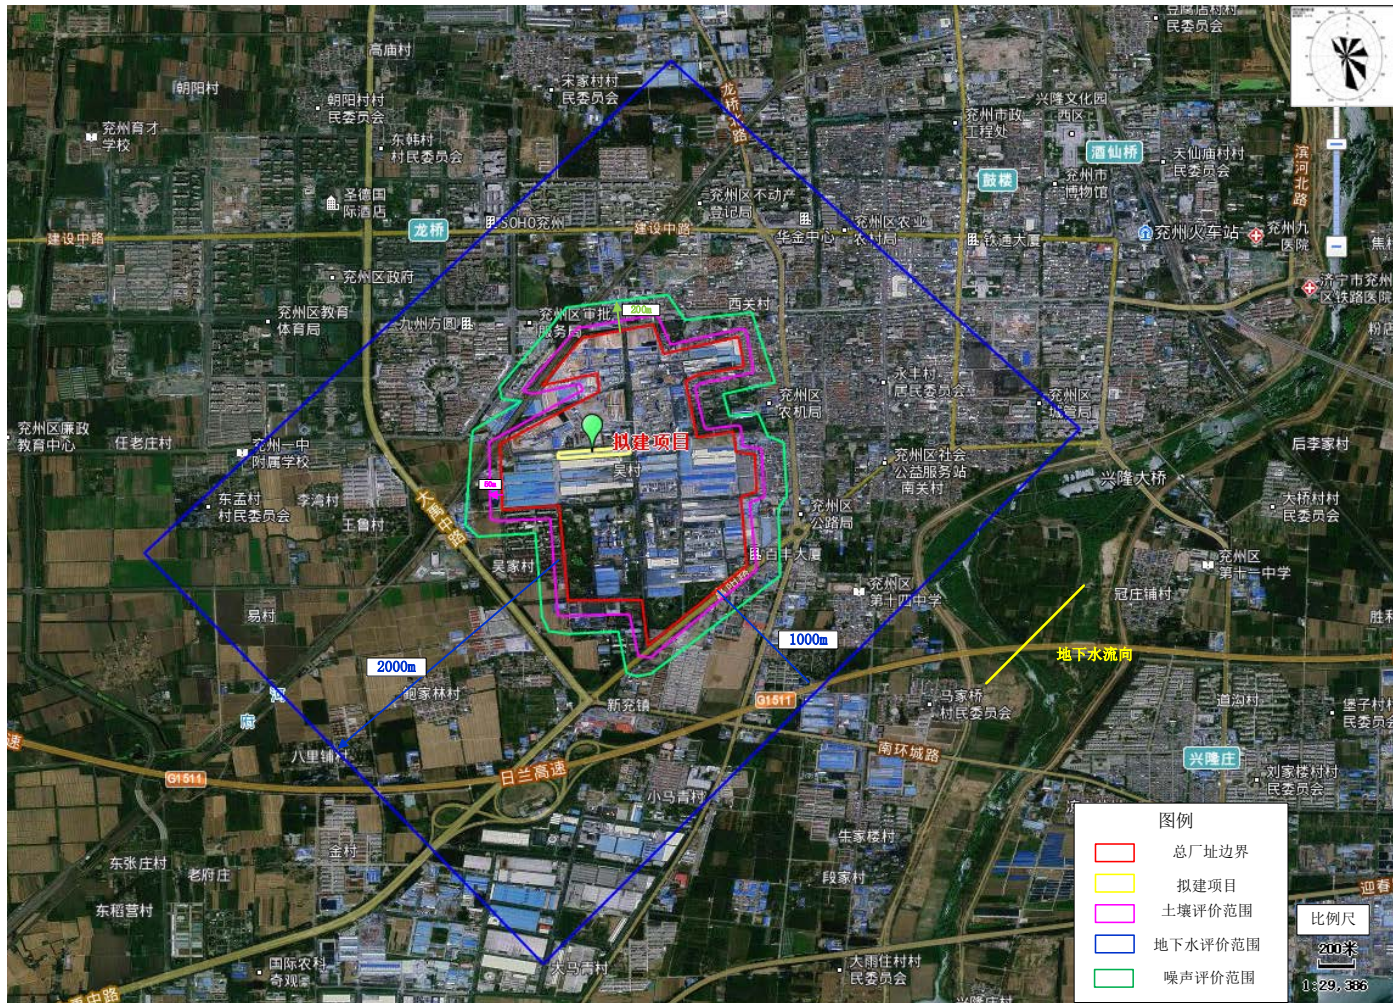 高庙村
朝阳村
朝阳村村
民委员会
宋家村村
民委员会
龙桥
路
民委员会
兖州育才
学校
东韩村
村民委员会
兖州市政
工程处
兴隆文化园
西区
酒仙桥
天仙庙村村
民委员会
滨河北路
圣德国
际酒店
兖州区不动产
登记局
鼓楼
兖州市
博物馆
建设中路
龙桥
SOHO兖州
建设中路
华金中心
兖州区农业
农机局
铁通大厦
兖州火车站
兖州九
一医院
兖州区政府
济宁市兖州
区铁路医院
兖州区教育
体育局
九州方圆
兖州区审批
服务局
200m
西关村
后李家村
永丰村
居民委员会
兖州区
农机局
兖州区
城管局
兖州区廉政
教育中心
任老庄村
兖州一中
附属学校
拟建项目
吴村
兖州区社会
公益服务站
南关村
兴隆大桥
50m
东孟村
村民委员会
李湾村
王鲁村
大禹中路
兖州区
公路局
大桥村村
民委员会
百丰大厦
吴家村
兖州区
第十一中学
兖州区
第十四中学
冠庄铺村
易村
1000m
2000m
地下水流向
鲍家林村
新兖镇
G1511
马家桥
村民委员会
道沟村
河
府
八里铺村
南环城路
兴隆庄
G1511
日兰高速
刘家楼村村
民委员会
小马青村
金村
东张庄村
老府庄
牛家楼村
段家村
东稻营村
国际农科
奇观
大马青村
大雨住村村
民委员会
兴隆庄村
迎春
图例
总厂址边界
拟建项目
土壤评价范围
地下水评价范围
噪声评价范围
比例尺
200米
1:29,386